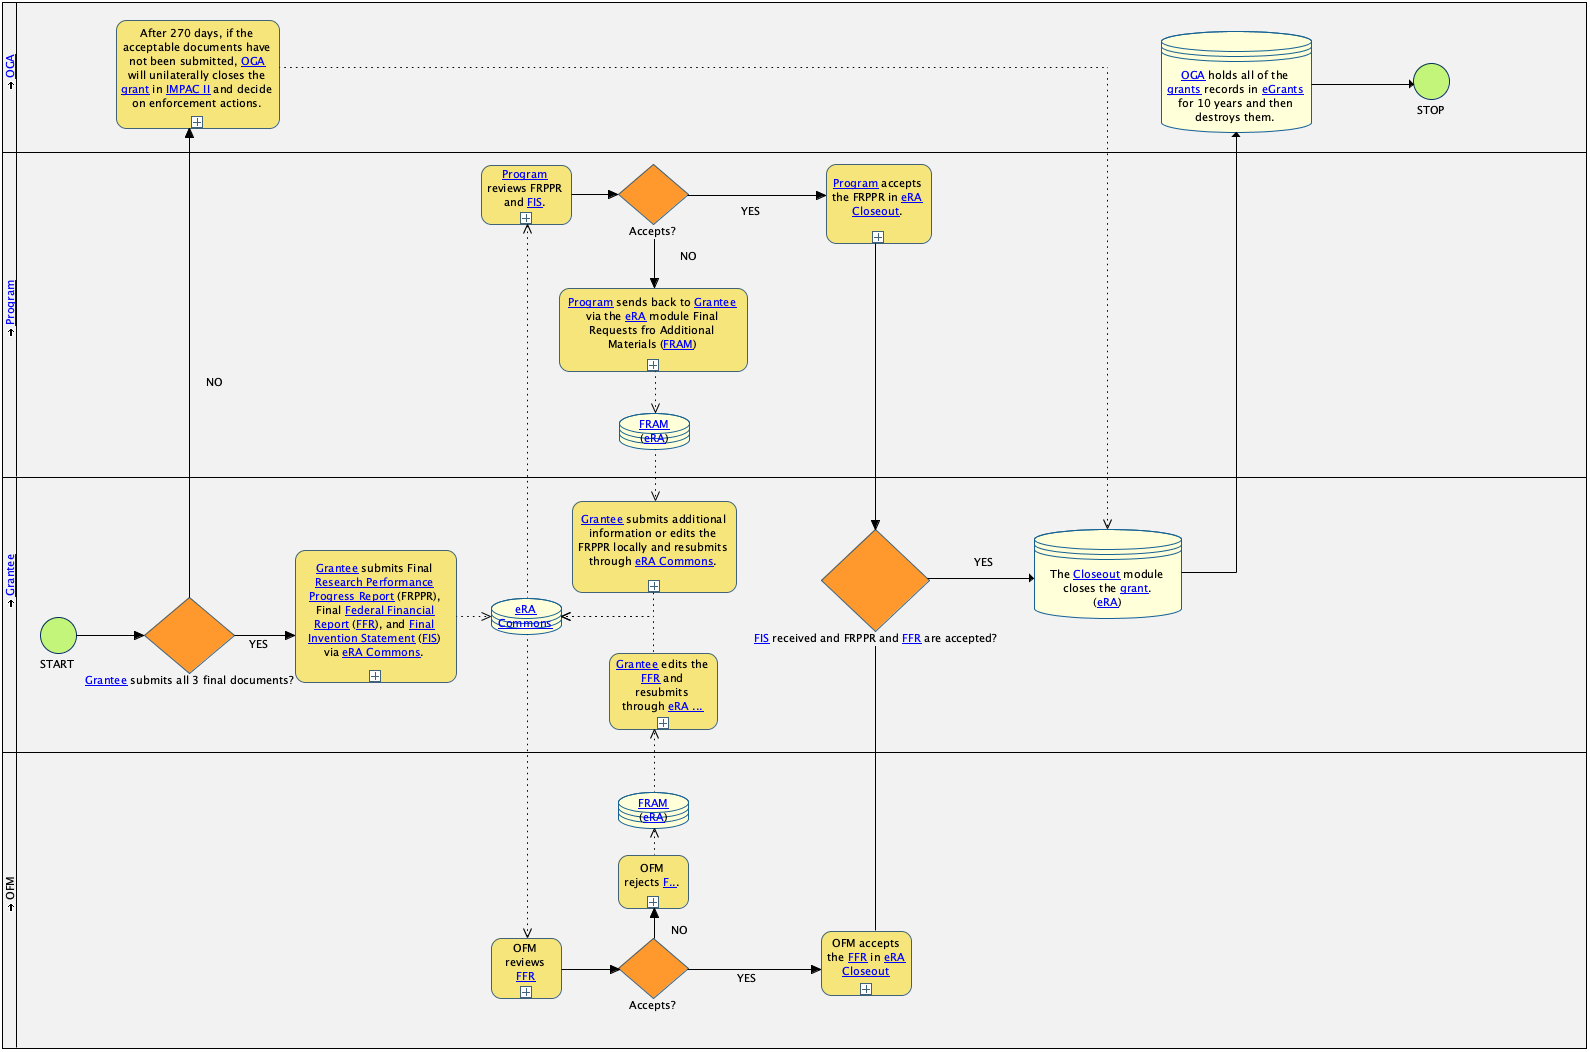 OGA
After 270 days, if the
acceptable documents have
not been submitted, OGA
will unilaterally closes the
grant in IMPAC II and decide
on enforcement actions.
OGA holds all of the
grants records in eGrants
for 10 years and then
destroys them.
STOP
Program
Program
reviews FRPPR
and FIS.
Accepts?
YES
NO
Program accepts
the FRPPR in eRA
Closeout.
Program sends back to Grantee
via the eRA module Final
Requests fro Additional
Materials (FRAM)
FRAM
(eRA)
NO
Grantee
START
Grantee submits all 3 final documents?
YES
Grantee submits Final
Research Performance
Progress Report (FRPPR),
Final Federal Financial
Report (FFR), and Final
Invention Statement (FIS)
via eRA Commons.
eRA
Commons
Grantee submits additional
information or edits the
FRPPR locally and resubmits
through eRA Commons.
Grantee edits the
FFR and
resubmits
through eRA ...
FIS received and FRPPR and FFR are accepted?
YES
The Closeout module
closes the grant.
(eRA)
OFM
FRAM
(eRA)
OFM
rejects F...
NO
OFM
reviews
FFR
Accepts?
YES
OFM accepts
the FFR in eRA
Closeout